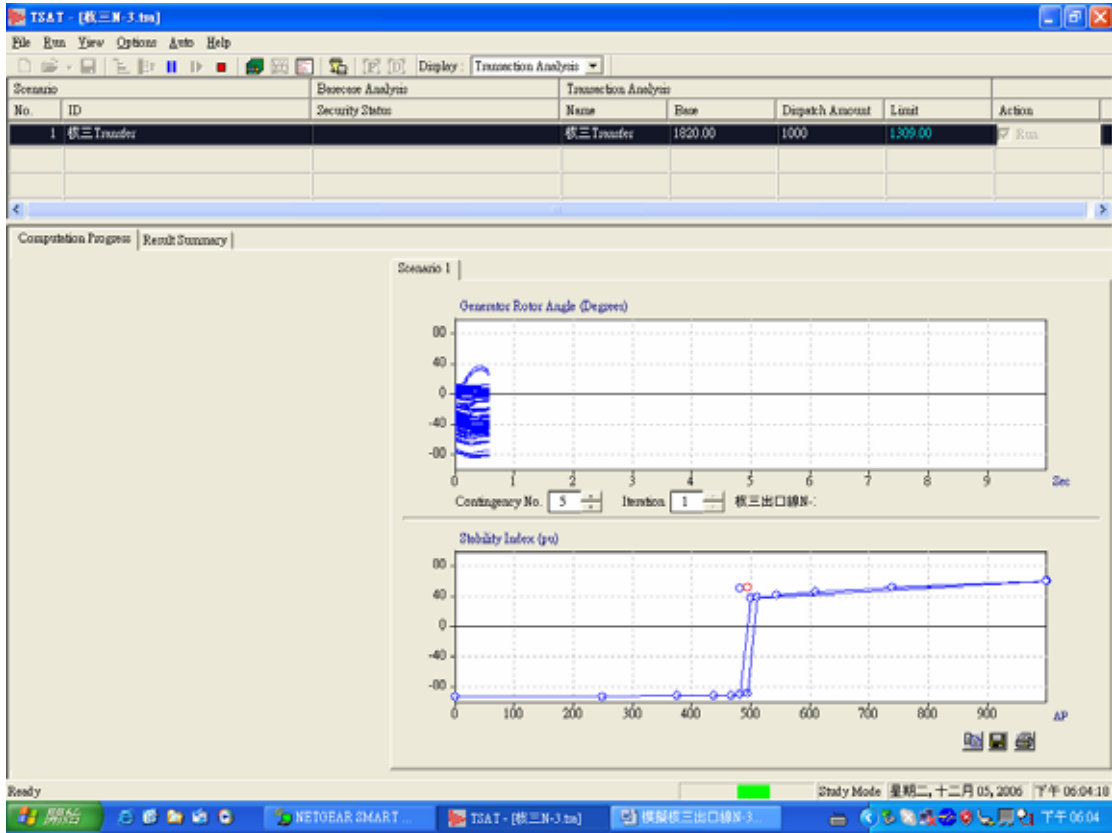 TSAT - [核三N-3.tsa]
File Run View Options Auto Help
Display : Transection Analysis
Scenario Basecase Analysis Transection Analysis
No. ID Security Status Name Base Dispatch Amount Limit Action
1 核三Transfer 核三Transfer 1820.00 1000 1309.00 Run
Computation Progress Result Summary
Scenario 1
Generator Rotor Angle (Degrees)
80
40
0
-40
-80
0 1 2 3 4 5 6 7 8 9 Sec
Contingency No. 5 Iteration 1 核三出口線N-
Stability Index (pu)
80
40
0
-40
-80
0 100 200 300 400 500 600 700 800 900 ΔP
Ready Study Mode 星期二, 十二月 05, 2006 下午 06:04:18
開始 NETGEAR SMART ... TSAT - [核三N-3.tsa] 模擬核三出口線N-3... 下午 06:04